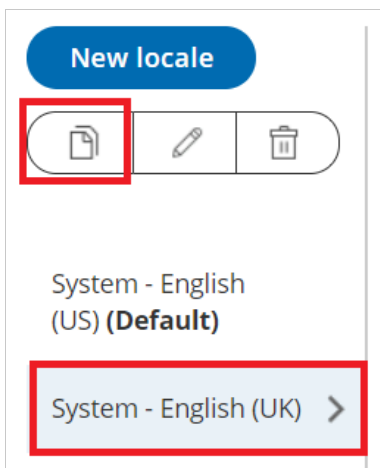 New locale
System - English
(US) (Default)
System - English (UK)